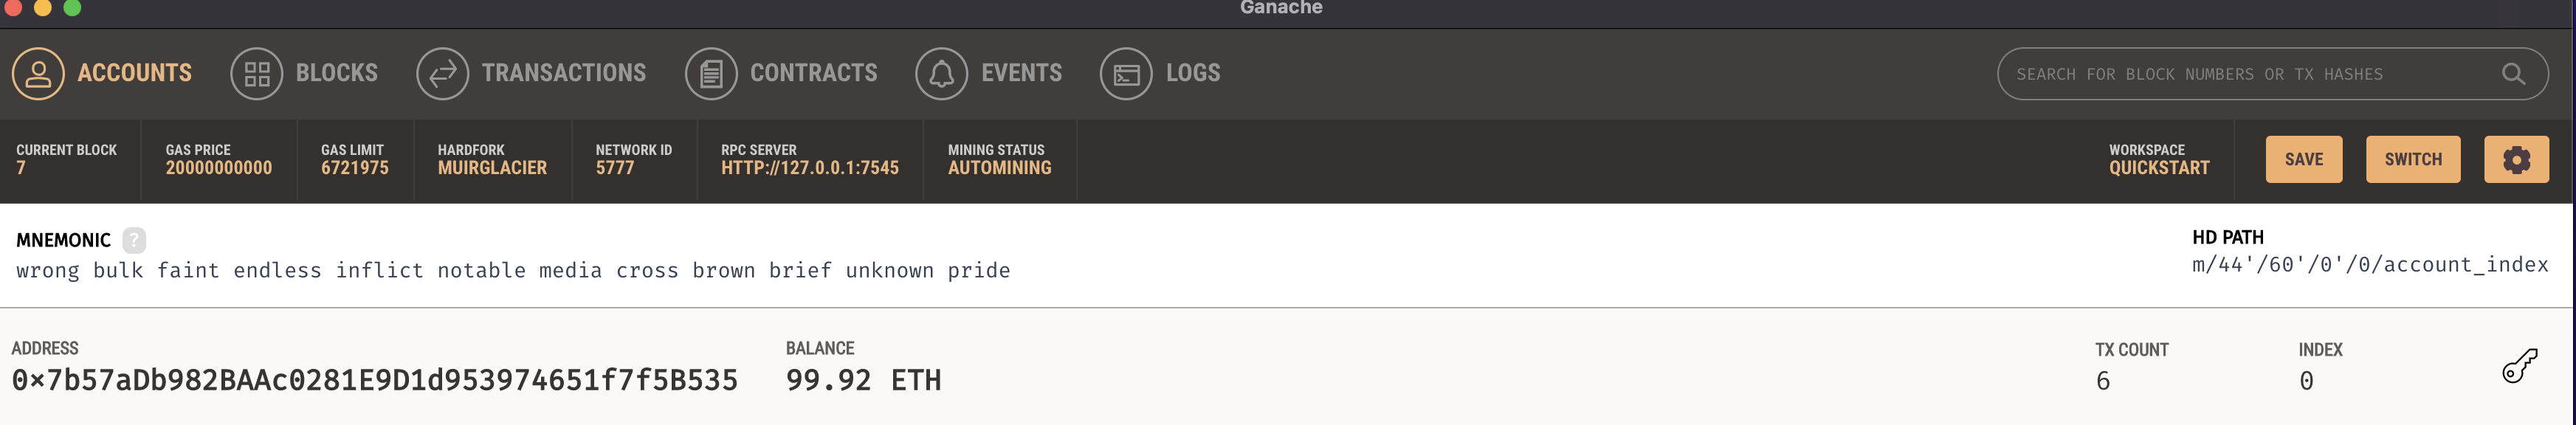 Ganache
ACCOUNTS BLOCKS TRANSACTIONS CONTRACTS EVENTS LOGS SEARCH FOR BLOCK NUMBERS OR TX HASHES
CURRENT BLOCK GAS PRICE GAS LIMIT HARDFORK NETWORK ID RPC SERVER MINING STATUS WORKSPACE
7 20000000000 6721975 MUIRGLACIER 5777 HTTP://127.0.0.1:7545 AUTOMINING QUICKSTART SAVE SWITCH
MNEMONIC ? HD PATH
wrong bulk faint endless inflict notable media cross brown brief unknown pride m/44'/60'/0'/0/account_index
ADDRESS BALANCE TX COUNT INDEX
0×7b57aDb982BAAc0281E9D1d953974651f7f5B535 99.92 ETH 6 0